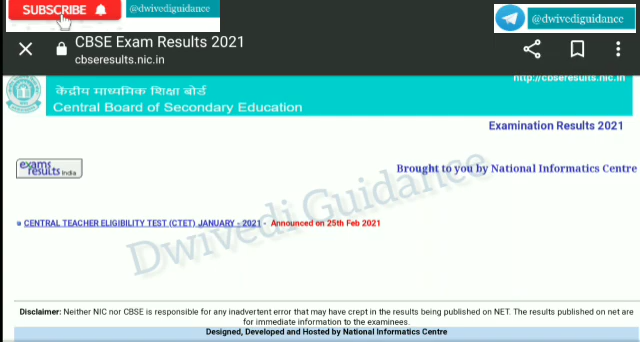 SUBSCRIBE
@dwivediguidance
@dwivediguidance
CBSE Exam Results 2021
cbseresults.nic.in
http://cbseresults.nic.in
केंद्रीय माध्यमिक शिक्षा बोर्ड
Central Board of Secondary Education
Examination Results 2021
exams
results India
Brought to you by National Informatics Centre
CENTRAL TEACHER ELIGIBILITY TEST (CTET) JANUARY - 2021 - Announced on 25th Feb 2021
Dwivedi Guidance
Disclaimer: Neither NIC nor CBSE is responsible for any inadvertent error that may have crept in the results being published on NET. The results published on net are
for immediate information to the examinees.
Designed, Developed and Hosted by National Informatics Centre